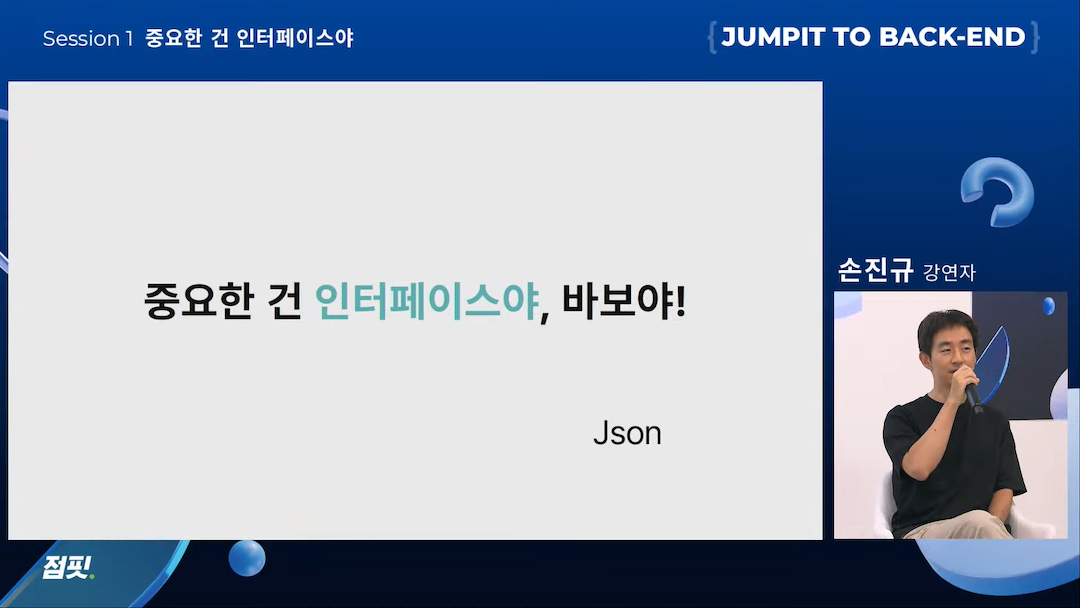 Session 1 중요한 건 인터페이스야
{JUMPIT TO BACK-END}
중요한 건 인터페이스야, 바보야!
Json
손진규 강연자
점핏.